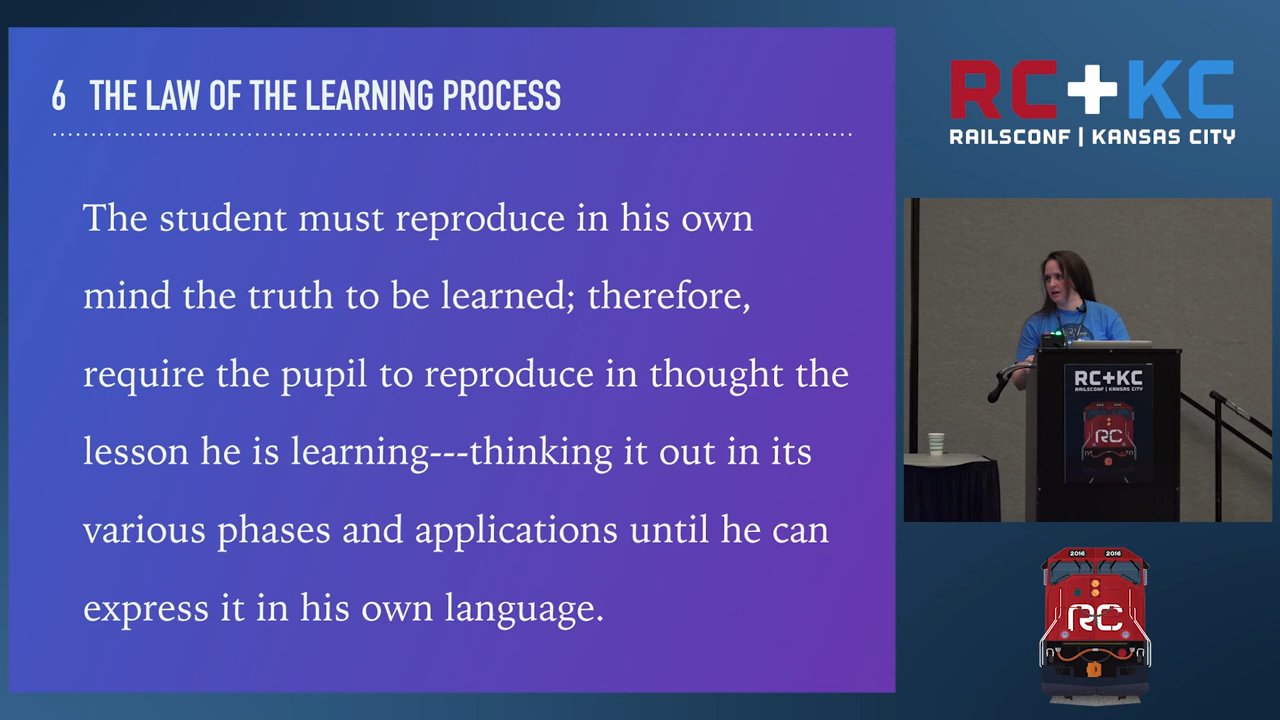 6 THE LAW OF THE LEARNING PROCESS
The student must reproduce in his own
mind the truth to be learned; therefore,
require the pupil to reproduce in thought the
lesson he is learning---thinking it out in its
various phases and applications until he can
express it in his own language.
RC+KC
RAILSCONF | KANSAS CITY
RC+KC
RAILSCONF | KANSAS CITY
RC
2016 2016
RC